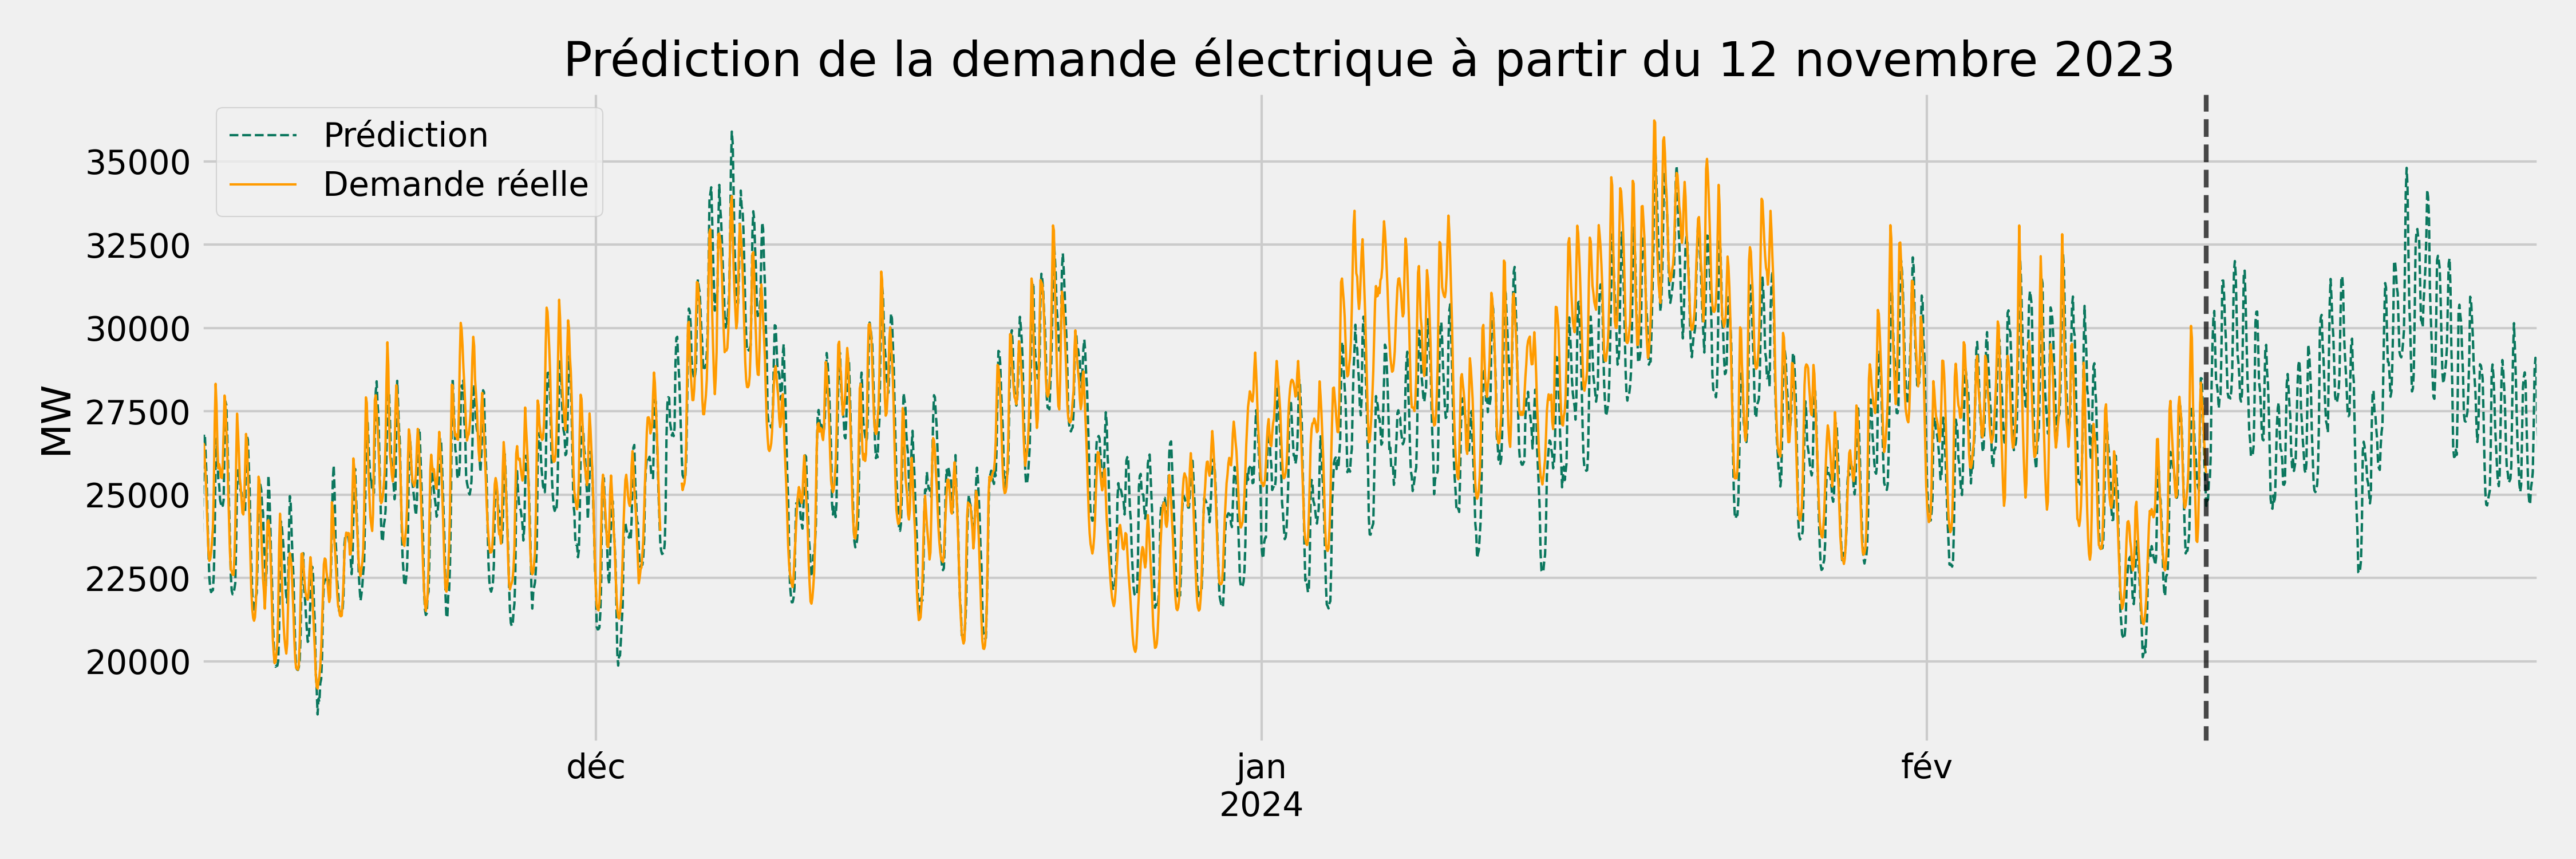 Prédiction de la demande électrique à partir du 12 novembre 2023
Prédiction
Demande réelle
MW
35000
32500
30000
27500
25000
22500
20000
déc
jan
2024
fév